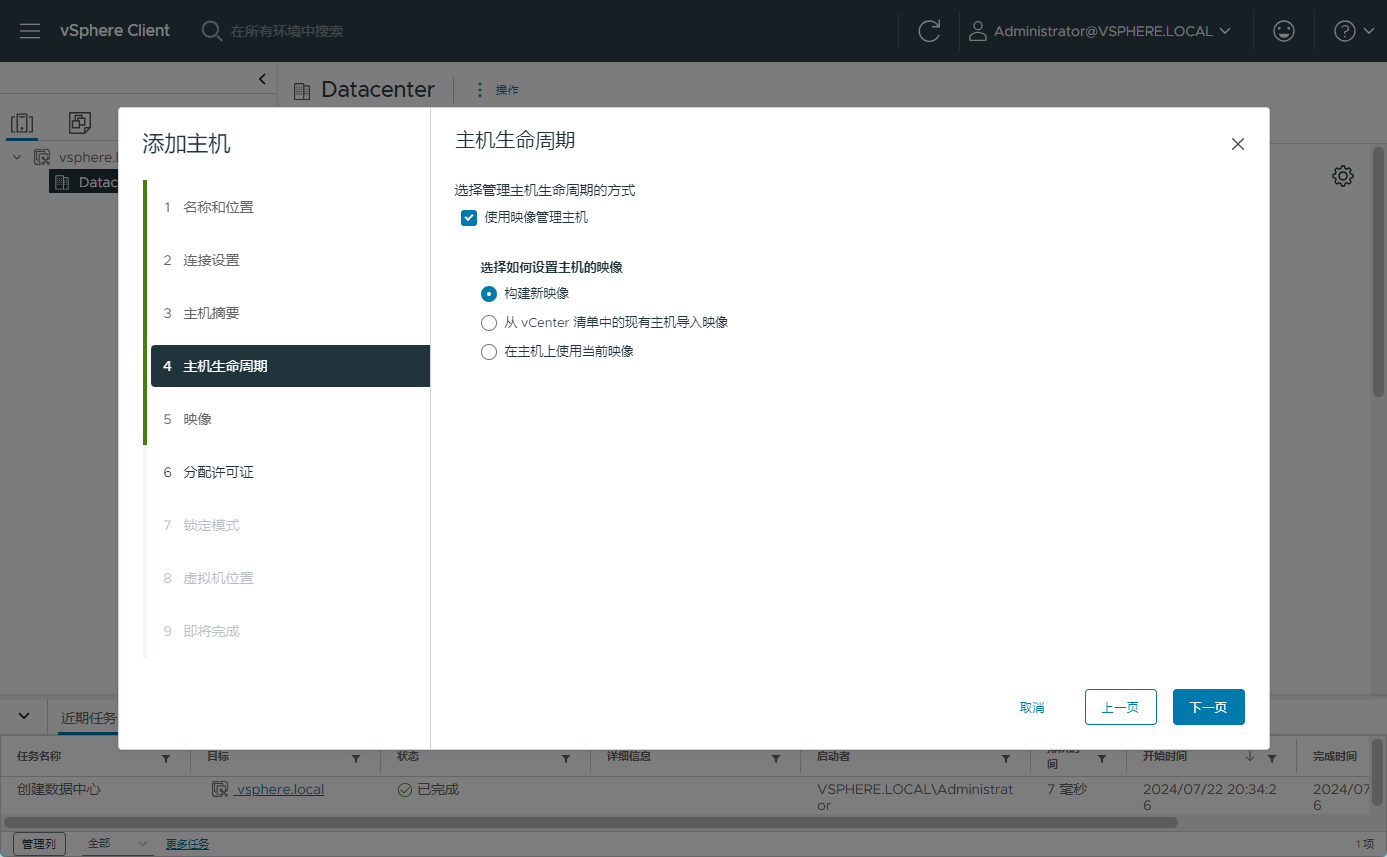 vSphere Client
在所有环境中搜索
Administrator@VSPHERE.LOCAL
Datacenter
操作
vsphere.l
Datac
添加主机
1 名称和位置
2 连接设置
3 主机摘要
4 主机生命周期
5 映像
6 分配许可证
7 锁定模式
8 虚拟机位置
9 即将完成
主机生命周期
选择管理主机生命周期的方式
使用映像管理主机
选择如何设置主机的映像
构建新映像
从 vCenter 清单中的现有主机导入映像
在主机上使用当前映像
取消
上一页
下一页
近期任务
任务名称
目标
状态
详细信息
启动者
间
开始时间
完成时间
创建数据中心
vsphere.local
已完成
VSPHERE.LOCAL\Administrat
or
7 毫秒
2024/07/22 20:34:2
6
2024/07
6
管理列
全部
更多任务
1 项